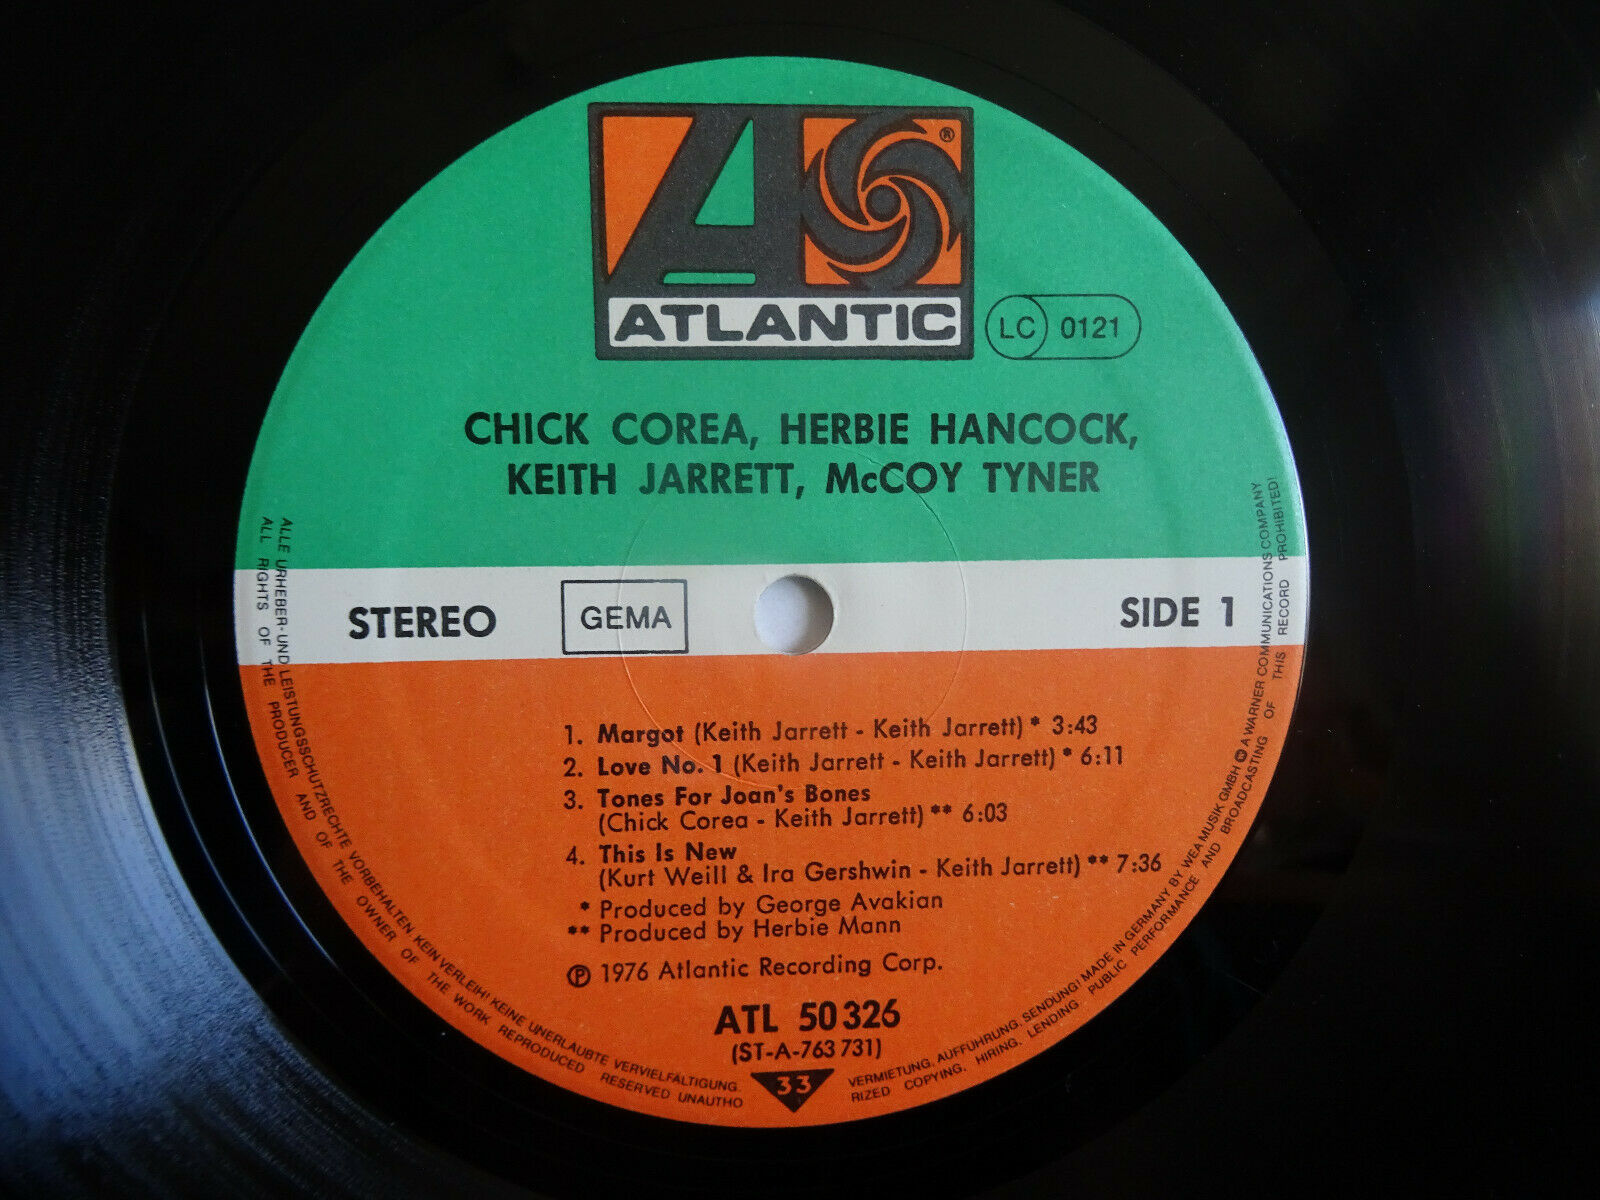 ATLANTIC
®
LC 0121
CHICK COREA, HERBIE HANCOCK,
KEITH JARRETT, McCOY TYNER
STEREO
GEMA
SIDE 1
1. Margot (Keith Jarrett - Keith Jarrett) * 3:43
2. Love No. 1 (Keith Jarrett - Keith Jarrett) * 6:11
3. Tones For Joan's Bones
(Chick Corea - Keith Jarrett) ** 6:03
4. This Is New
(Kurt Weill & Ira Gershwin - Keith Jarrett) ** 7:36
* Produced by George Avakian
** Produced by Herbie Mann
℗ 1976 Atlantic Recording Corp.
ATL 50 326
(ST-A-763 731)
33
ALLE URHEBER- UND LEISTUNGSSCHUTZRECHTE VORBEHALTEN KEIN VERLEIH! KEINE UNERLAUBTE VERVIELFÄLTIGUNG. VERMIETUNG, AUFFÜHRUNG, SENDUNG! MADE IN GERMANY BY WEA MUSIK GMBH A WARNER COMMUNICATIONS COMPANY
ALL RIGHTS OF THE PRODUCER AND OF THE OWNER OF THE WORK REPRODUCED RESERVED UNAUTHORIZED COPYING, HIRING, LENDING PUBLIC PERFORMANCE AND BROADCASTING OF THIS RECORD PROHIBITED!